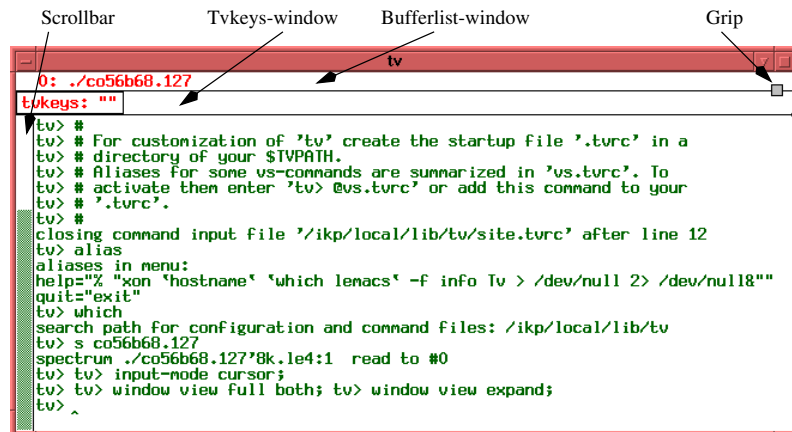 Scrollbar Tvkeys-window Bufferlist-window Grip
tv
0: ./co56b68.127
tvkeys: ""
tv> #
tv> # For customization of 'tv' create the startup file '.tvrc' in a
tv> # directory of your $TVPATH.
tv> # Aliases for some vs-commands are summarized in 'vs.tvrc'. To
tv> # activate them enter 'tv> @vs.tvrc' or add this command to your
tv> # '.tvrc'.
tv> #
closing command input file '/ikp/local/lib/tv/site.tvrc' after line 12
tv> alias
aliases in menu:
help="% "xon `hostname` `which lemacs` -f info Tv > /dev/null 2> /dev/null&""
quit="exit"
tv> which
search path for configuration and command files: /ikp/local/lib/tv
tv> s co56b68.127
spectrum ./co56b68.127'8k.le4:1  read to #0
tv> tv> input-mode cursor;
tv> tv> window view full both; tv> window view expand;
tv> ^